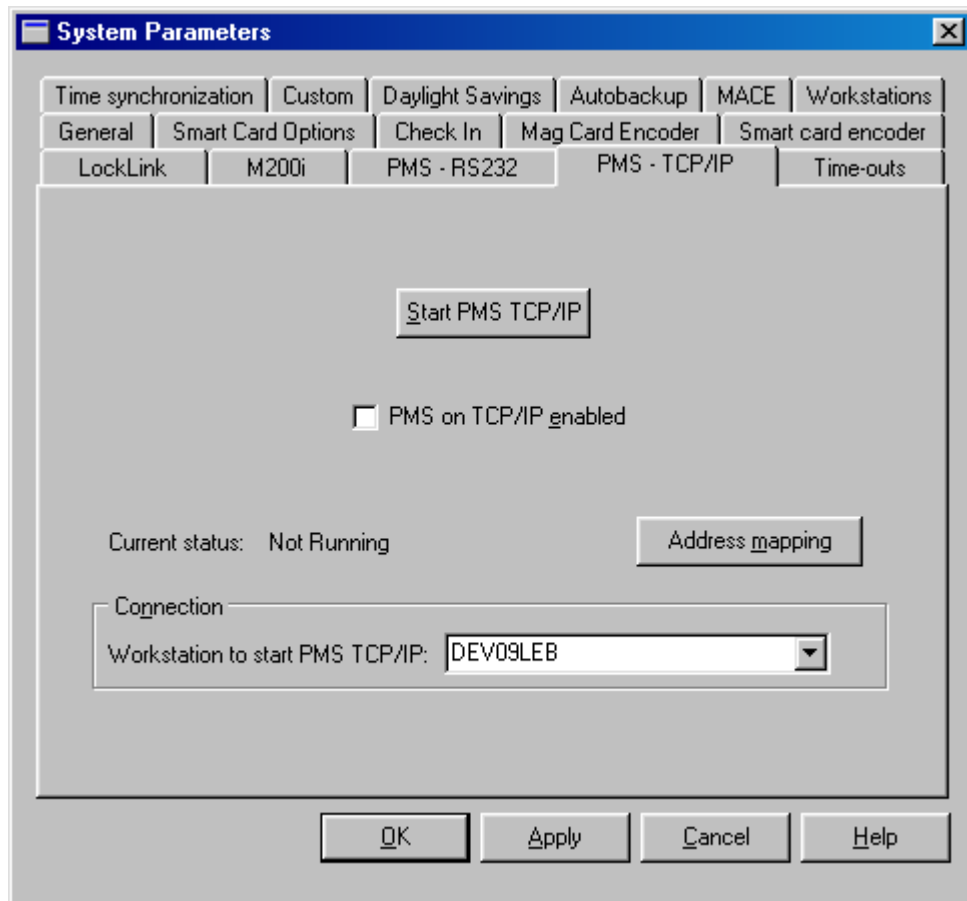 System Parameters
Time synchronization Custom Daylight Savings Autobackup MACE Workstations
General Smart Card Options Check In Mag Card Encoder Smart card encoder
LockLink M200i PMS - RS232 PMS - TCP/IP Time-outs
Start PMS TCP/IP
PMS on TCP/IP enabled
Current status: Not Running Address mapping
Connection
Workstation to start PMS TCP/IP: DEV09LEB
OK Apply Cancel Help